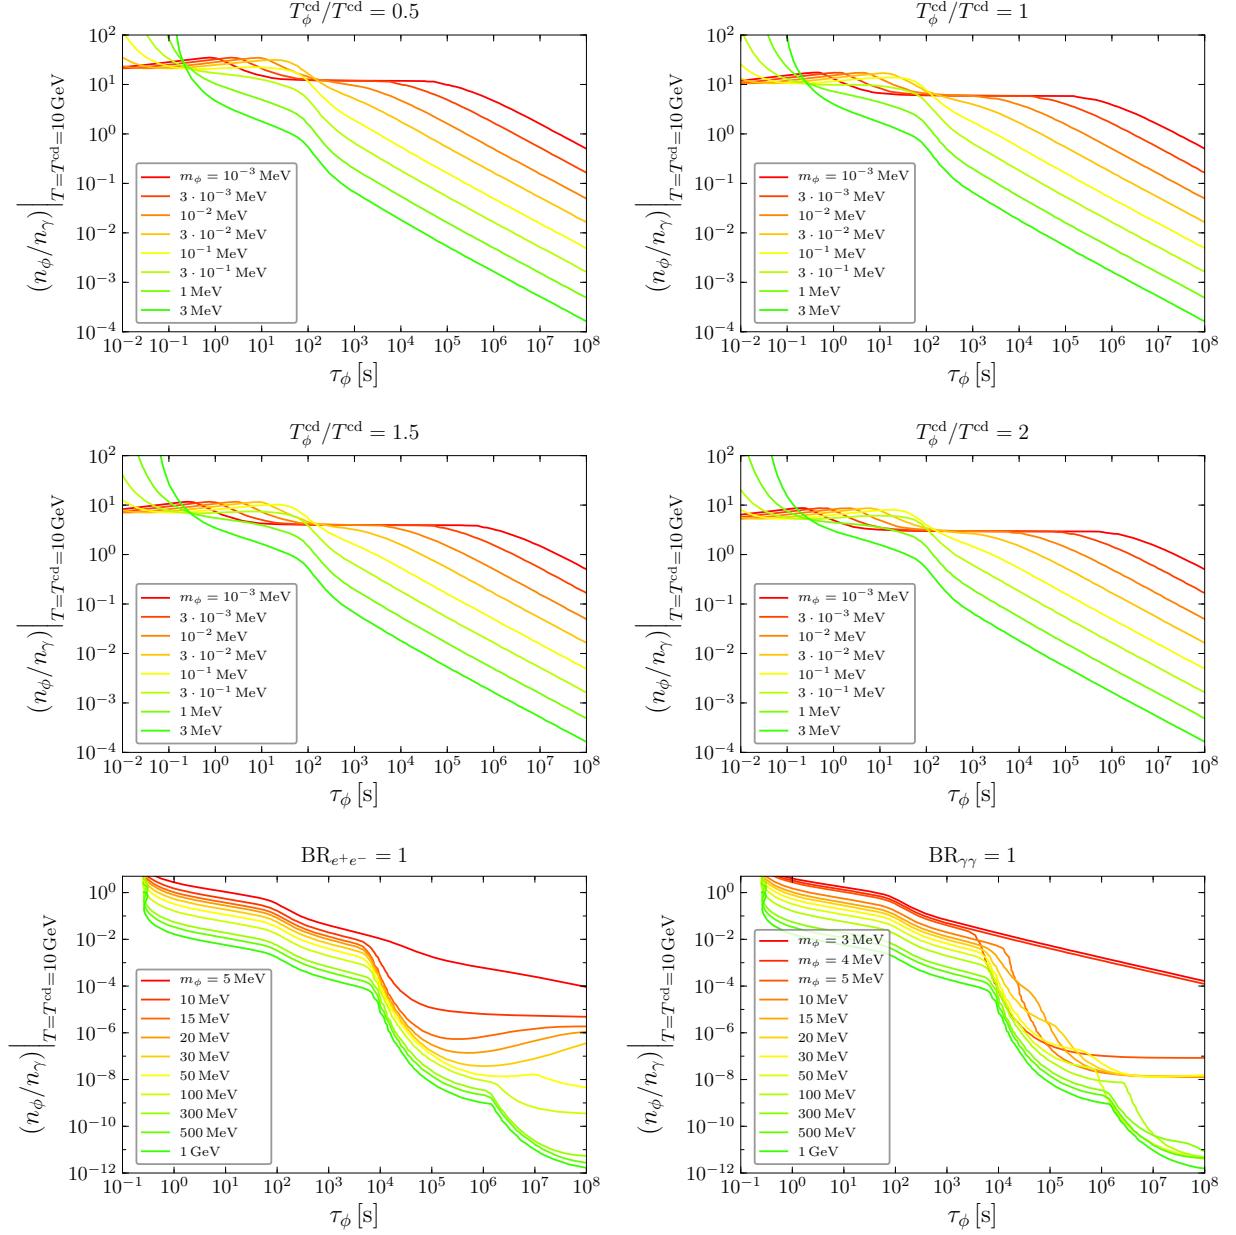 T_ϕ^cd/T^cd = 0.5
(n_ϕ/n_γ)|_{T=T^cd=10 GeV}
10^2
10^1
10^0
10^−1
10^−2
10^−3
10^−4
m_ϕ = 10^−3 MeV
3 · 10^−3 MeV
10^−2 MeV
3 · 10^−2 MeV
10^−1 MeV
3 · 10^−1 MeV
1 MeV
3 MeV
10^−2 10^−1 10^0 10^1 10^2 10^3 10^4 10^5 10^6 10^7 10^8
τ_ϕ [s]
T_ϕ^cd/T^cd = 1
(n_ϕ/n_γ)|_{T=T^cd=10 GeV}
10^2
10^1
10^0
10^−1
10^−2
10^−3
10^−4
m_ϕ = 10^−3 MeV
3 · 10^−3 MeV
10^−2 MeV
3 · 10^−2 MeV
10^−1 MeV
3 · 10^−1 MeV
1 MeV
3 MeV
10^−2 10^−1 10^0 10^1 10^2 10^3 10^4 10^5 10^6 10^7 10^8
τ_ϕ [s]
T_ϕ^cd/T^cd = 1.5
(n_ϕ/n_γ)|_{T=T^cd=10 GeV}
10^2
10^1
10^0
10^−1
10^−2
10^−3
10^−4
m_ϕ = 10^−3 MeV
3 · 10^−3 MeV
10^−2 MeV
3 · 10^−2 MeV
10^−1 MeV
3 · 10^−1 MeV
1 MeV
3 MeV
10^−2 10^−1 10^0 10^1 10^2 10^3 10^4 10^5 10^6 10^7 10^8
τ_ϕ [s]
T_ϕ^cd/T^cd = 2
(n_ϕ/n_γ)|_{T=T^cd=10 GeV}
10^2
10^1
10^0
10^−1
10^−2
10^−3
10^−4
m_ϕ = 10^−3 MeV
3 · 10^−3 MeV
10^−2 MeV
3 · 10^−2 MeV
10^−1 MeV
3 · 10^−1 MeV
1 MeV
3 MeV
10^−2 10^−1 10^0 10^1 10^2 10^3 10^4 10^5 10^6 10^7 10^8
τ_ϕ [s]
BR_{e^+e^−} = 1
(n_ϕ/n_γ)|_{T=T^cd=10 GeV}
10^0
10^−2
10^−4
10^−6
10^−8
10^−10
10^−12
m_ϕ = 5 MeV
10 MeV
15 MeV
20 MeV
30 MeV
50 MeV
100 MeV
300 MeV
500 MeV
1 GeV
10^−1 10^0 10^1 10^2 10^3 10^4 10^5 10^6 10^7 10^8
τ_ϕ [s]
BR_γγ = 1
(n_ϕ/n_γ)|_{T=T^cd=10 GeV}
10^0
10^−2
10^−4
10^−6
10^−8
10^−10
10^−12
m_ϕ = 3 MeV
m_ϕ = 4 MeV
m_ϕ = 5 MeV
10 MeV
15 MeV
20 MeV
30 MeV
50 MeV
100 MeV
300 MeV
500 MeV
1 GeV
10^−1 10^0 10^1 10^2 10^3 10^4 10^5 10^6 10^7 10^8
τ_ϕ [s]